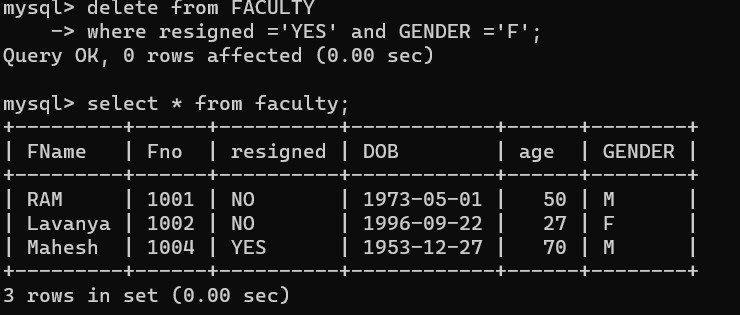 mysql> delete from FACULTY
    -> where resigned ='YES' and GENDER ='F';
Query OK, 0 rows affected (0.00 sec)

mysql> select * from faculty;
+---------+------+----------+------------+------+--------+
| FName   | Fno  | resigned | DOB        | age  | GENDER |
+---------+------+----------+------------+------+--------+
| RAM     | 1001 | NO       | 1973-05-01 |   50 | M      |
| Lavanya | 1002 | NO       | 1996-09-22 |   27 | F      |
| Mahesh  | 1004 | YES      | 1953-12-27 |   70 | M      |
+---------+------+----------+------------+------+--------+
3 rows in set (0.00 sec)